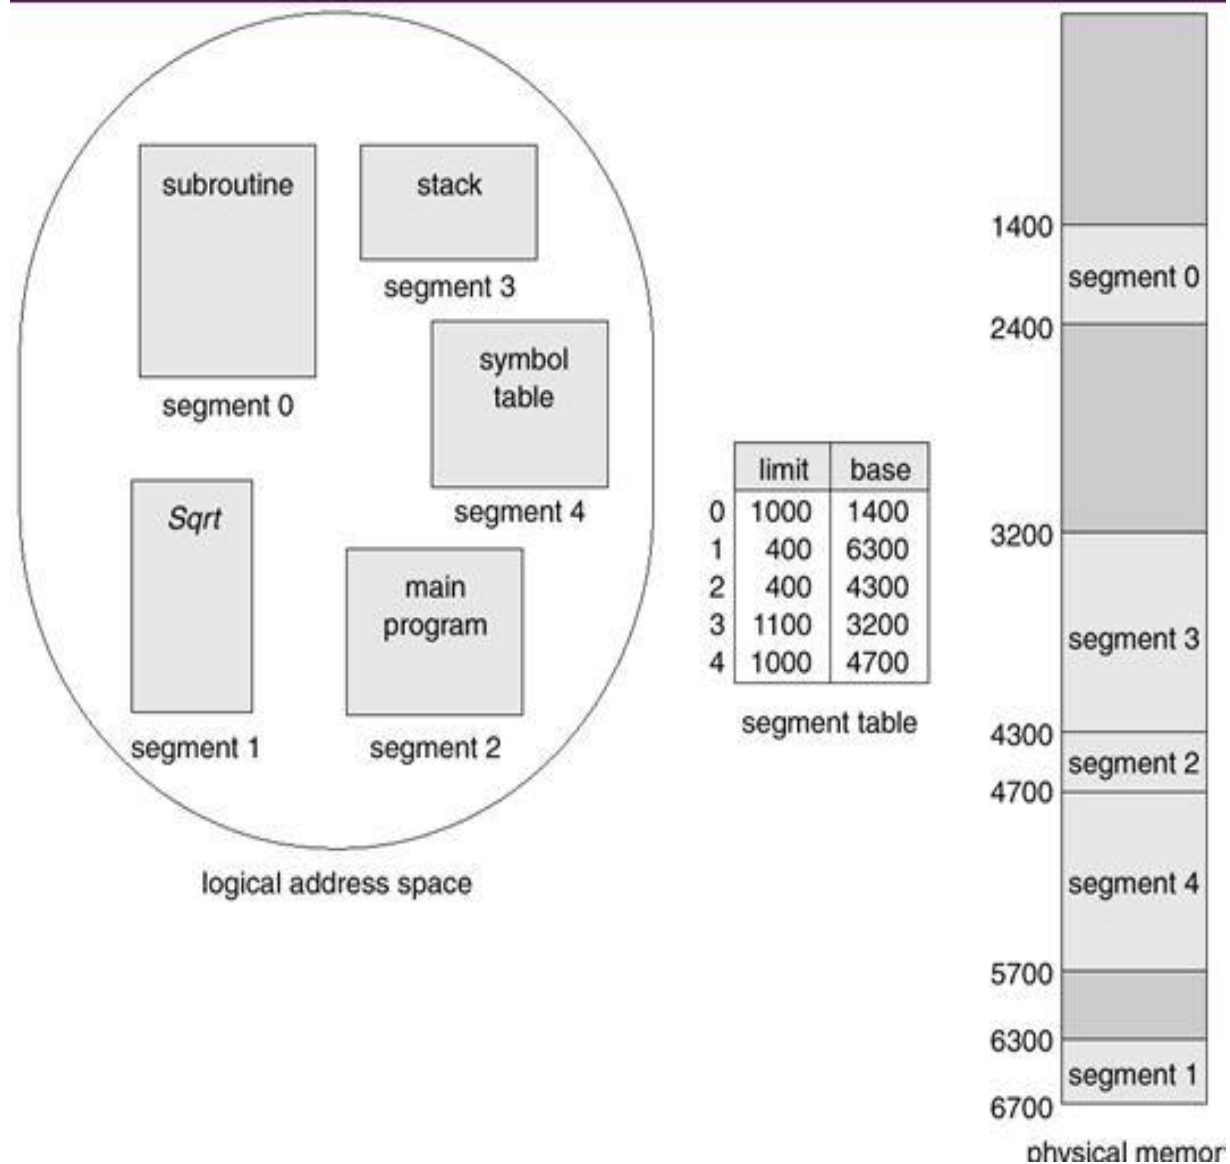 subroutine
segment 0
stack
segment 3
symbol
table
segment 4
Sqrt
segment 1
main
program
segment 2
logical address space
limit base
0 1000 1400
1 400 6300
2 400 4300
3 1100 3200
4 1000 4700
segment table
1400
segment 0
2400
3200
segment 3
4300
segment 2
4700
segment 4
5700
6300
segment 1
6700
physical memor